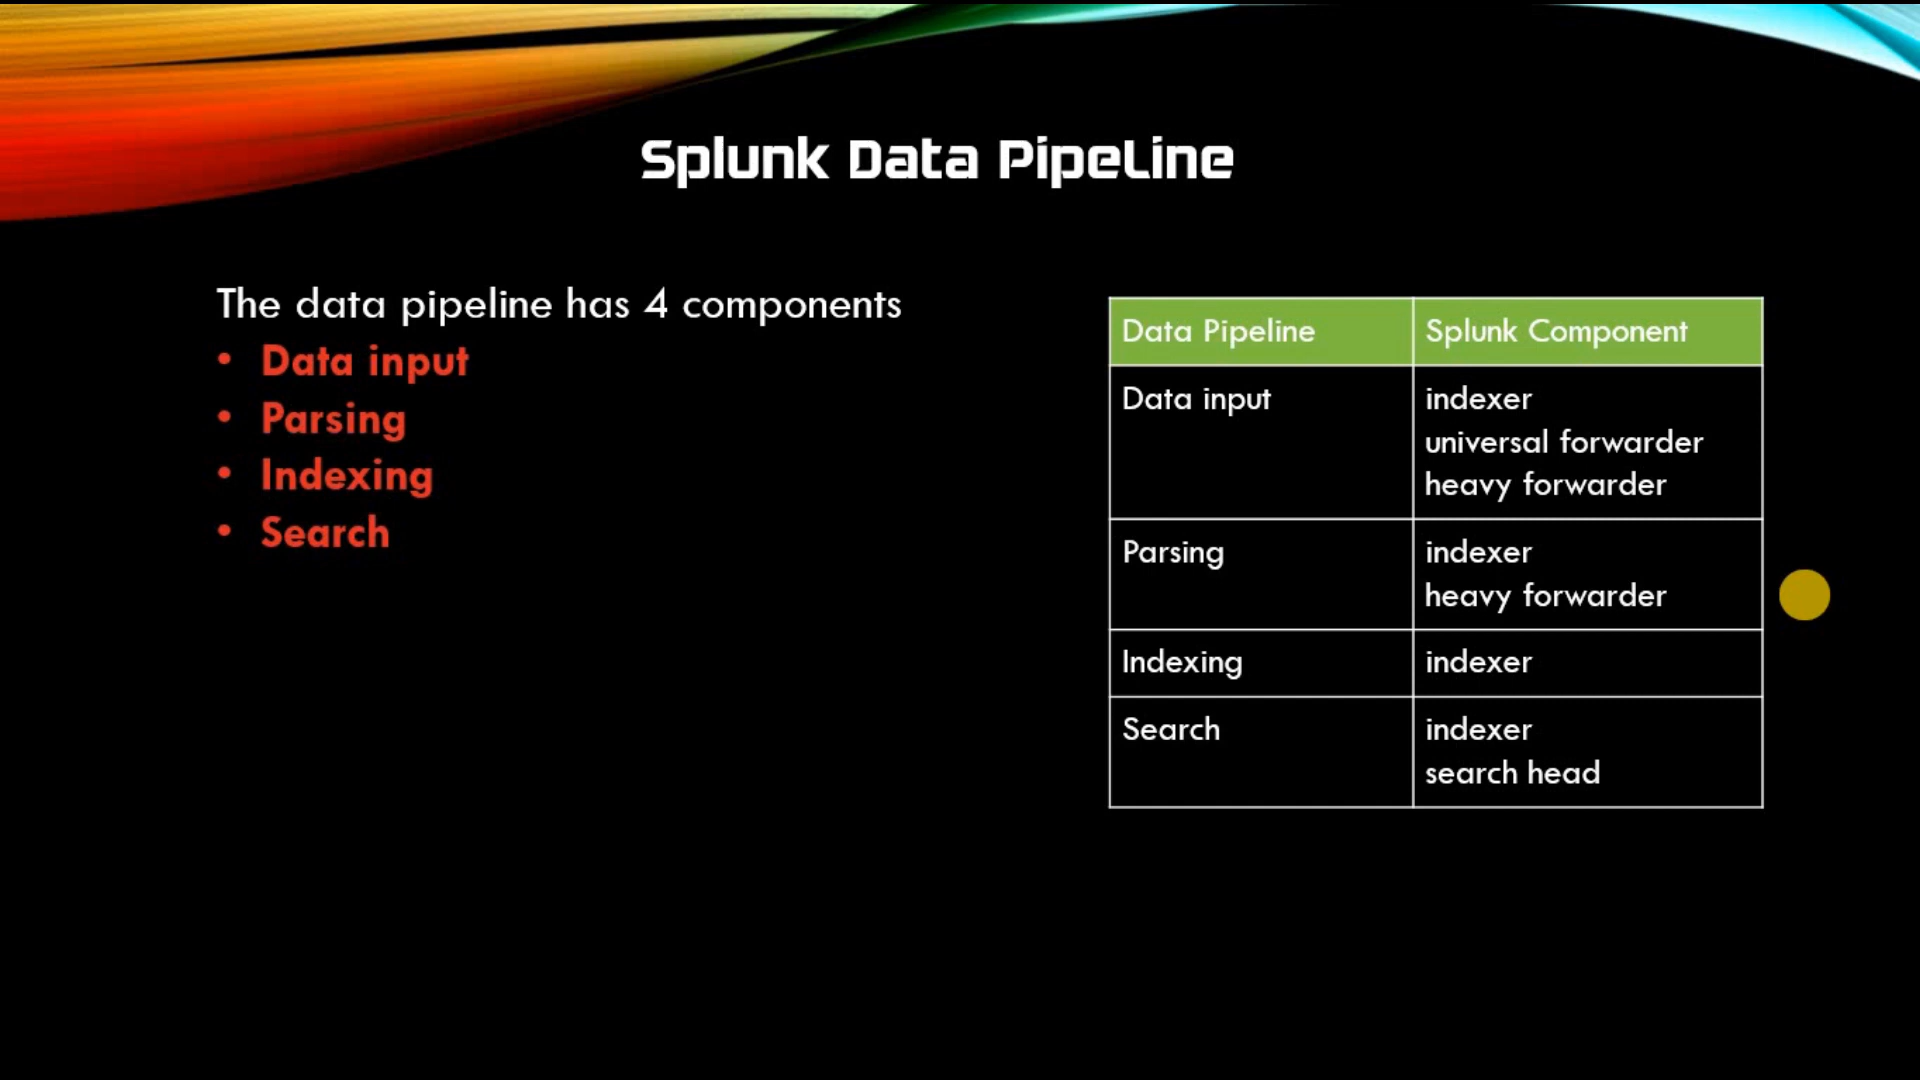 Splunk Data Pipeline
The data pipeline has 4 components
• Data input
• Parsing
• Indexing
• Search
Data Pipeline Splunk Component
Data input indexer
universal forwarder
heavy forwarder
Parsing indexer
heavy forwarder
Indexing indexer
Search indexer
search head